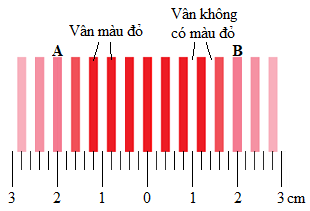 Vân màu đỏ
Vân không
có màu đỏ
A
B
3 2 1 0 1 2 3 cm